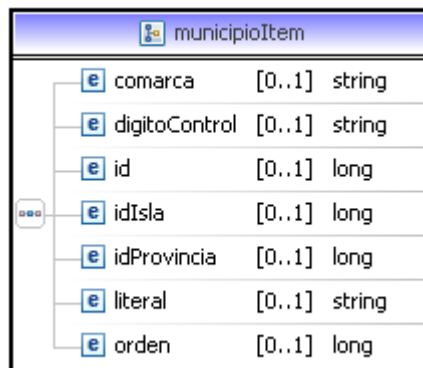 municipioItem
e comarca [0..1] string
e digitoControl [0..1] string
e id [0..1] long
e idIsla [0..1] long
e idProvincia [0..1] long
e literal [0..1] string
e orden [0..1] long